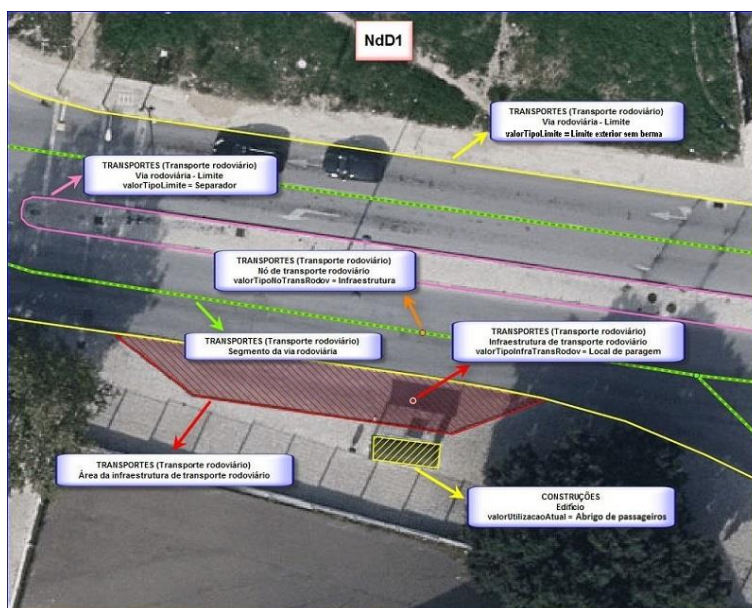 NdD1
TRANSPORTES (Transporte rodoviário)
Via rodoviária - Limite
valorTipoLimite = Limite exterior sem berma
TRANSPORTES (Transporte rodoviário)
Via rodoviária - Limite
valorTipoLimite = Separador
TRANSPORTES (Transporte rodoviário)
Nó de transporte rodoviário
valorTipoNoTransRodov = Infraestrutura
TRANSPORTES (Transporte rodoviário)
Segmento da via rodoviária
TRANSPORTES (Transporte rodoviário)
Infraestrutura de transporte rodoviário
valorTipoInfraTransRodov = Local de paragem
TRANSPORTES (Transporte rodoviário)
Área da infraestrutura de transporte rodoviário
CONSTRUÇÕES
Edifício
valorUtilizacaoAtual = Abrigo de passageiros